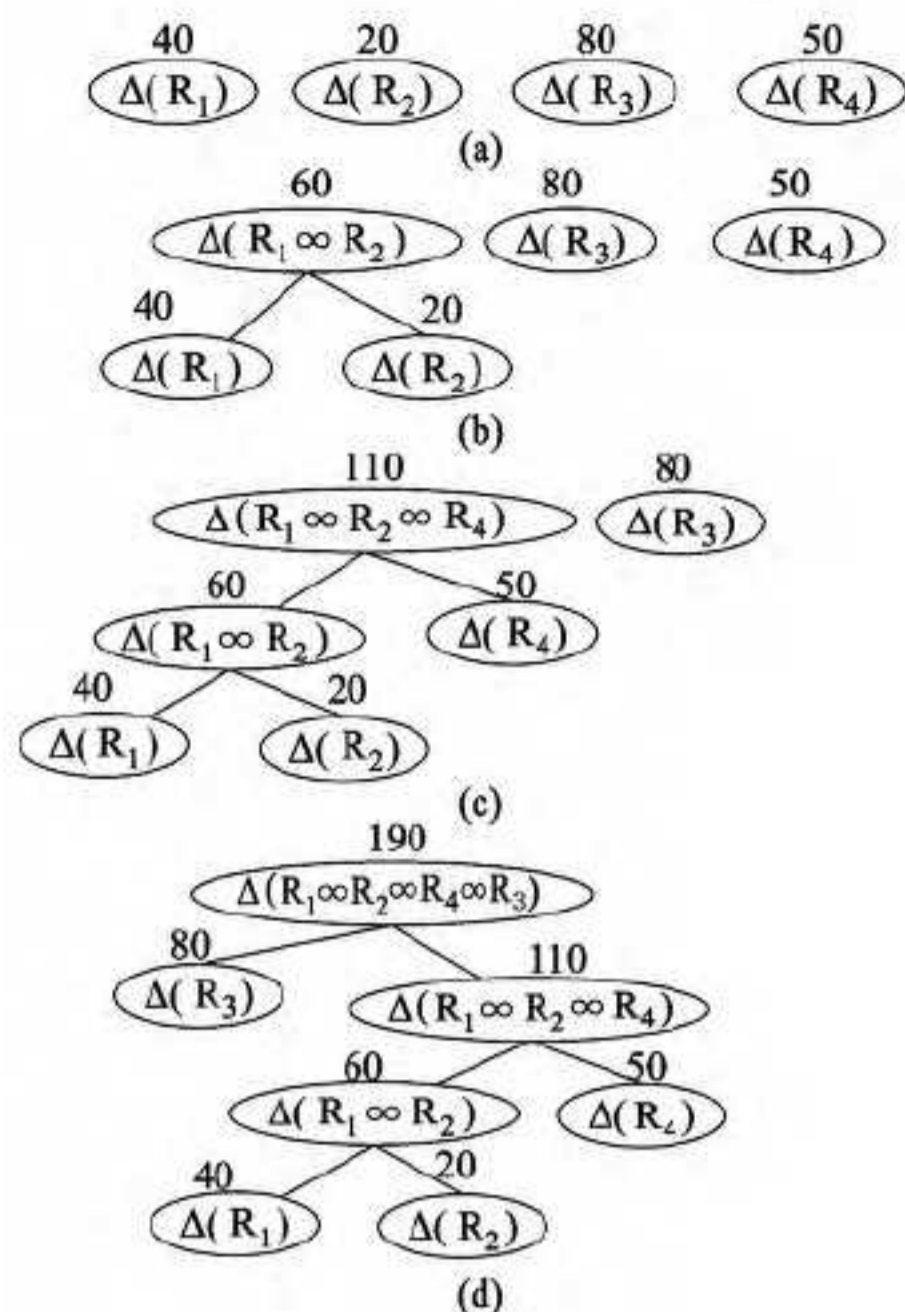 40 20 80 50
Δ( R₁) Δ( R₂) Δ( R₃) Δ( R₄)
(a)
60 80 50
Δ( R₁ ∞ R₂) Δ( R₃) Δ(R₄)
40 20
Δ( R₁) Δ(R₂)
(b)
110 80
Δ(R₁ ∞ R₂ ∞ R₄) Δ(R₃)
60 50
Δ( R₁∞ R₂) Δ( R₄)
40 20
Δ( R₁) Δ( R₂)
(c)
190
Δ(R₁∞R₂∞R₄∞R₃)
80 110
Δ( R₃) Δ(R₁∞ R₂ ∞ R₄)
60 50
Δ( R₁ ∞ R₂) Δ(R₄)
40 20
Δ( R₁) Δ( R₂)
(d)